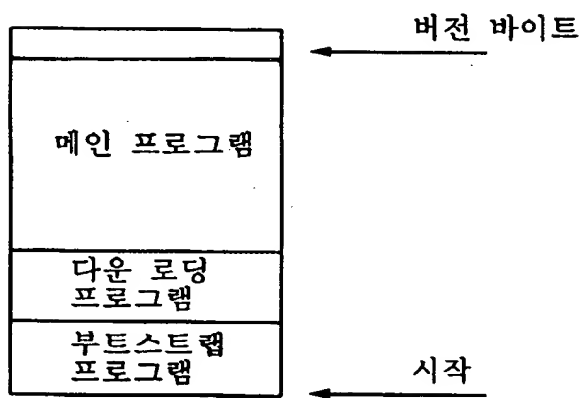 버전 바이트
메인 프로그램
다운 로딩
프로그램
부트스트랩
프로그램
시작